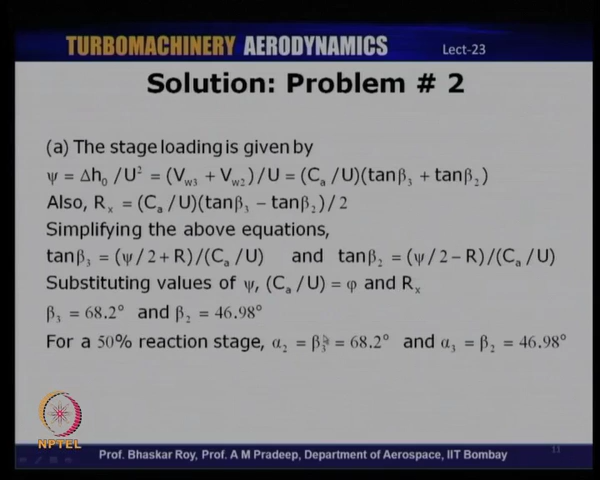 TURBOMACHINERY AERODYNAMICS Lect-23
Solution: Problem # 2
(a) The stage loading is given by
ψ = Δh₀ /U² = (V_w3 + V_w2)/U = (C_a /U)(tanβ₃ + tanβ₂)
Also, R_x = (C_a /U)(tanβ₃ − tanβ₂)/2
Simplifying the above equations,
tanβ₃ = (ψ/2 + R)/(C_a /U) and tanβ₂ = (ψ/2 − R)/(C_a /U)
Substituting values of ψ, (C_a /U) = φ and R_x
β₃ = 68.2° and β₂ = 46.98°
For a 50% reaction stage, α₂ = β₃ = 68.2° and α₃ = β₂ = 46.98°
NPTEL
Prof. Bhaskar Roy, Prof. A M Pradeep, Department of Aerospace, IIT Bombay
11